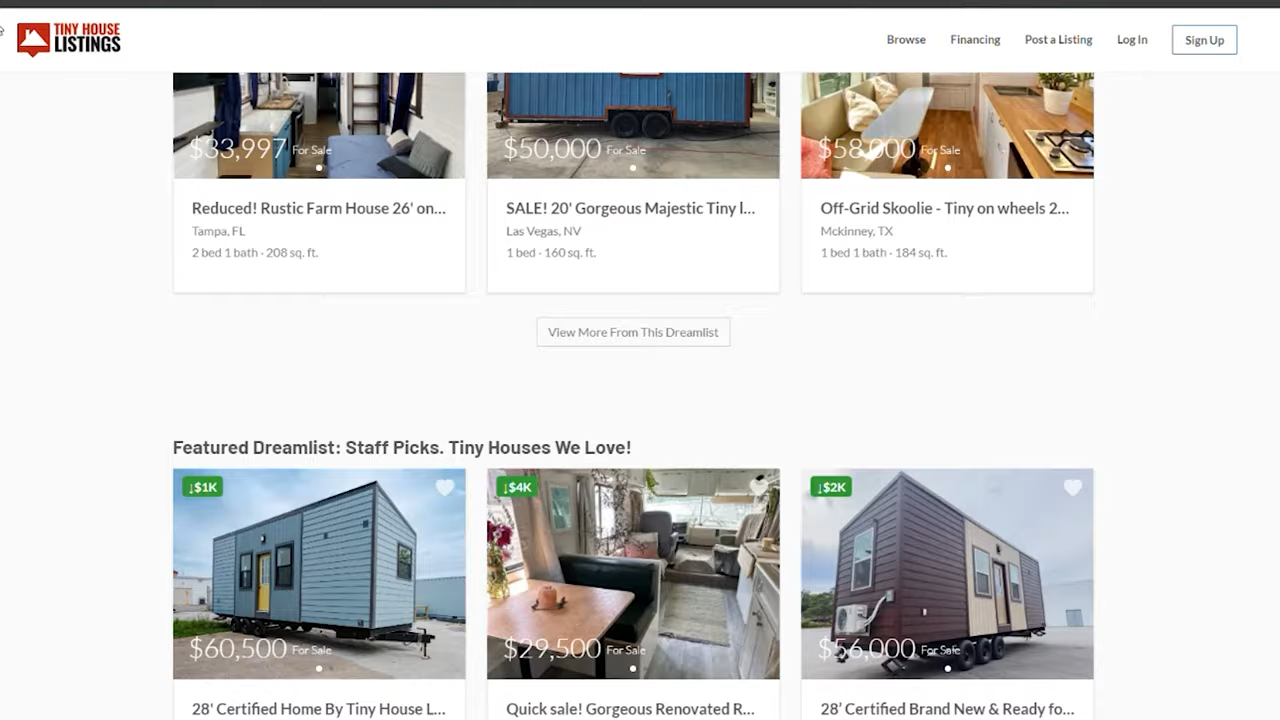 TINY HOUSE
LISTINGS
Browse
Financing
Post a Listing
Log In
Sign Up
$33,997 For Sale
$50,000 For Sale
$58,000 For Sale
Reduced! Rustic Farm House 26' on...
SALE! 20' Gorgeous Majestic Tiny l...
Off-Grid Skoolie - Tiny on wheels 2...
Tampa, FL
Las Vegas, NV
Mckinney, TX
2 bed 1 bath · 208 sq. ft.
1 bed · 160 sq. ft.
1 bed 1 bath · 184 sq. ft.
View More From This Dreamlist
Featured Dreamlist: Staff Picks. Tiny Houses We Love!
↓$1K
↓$4K
↓$2K
$60,500 For Sale
$29,500 For Sale
$56,000 For Sale
28' Certified Home By Tiny House L...
Quick sale! Gorgeous Renovated R...
28' Certified Brand New & Ready fo...